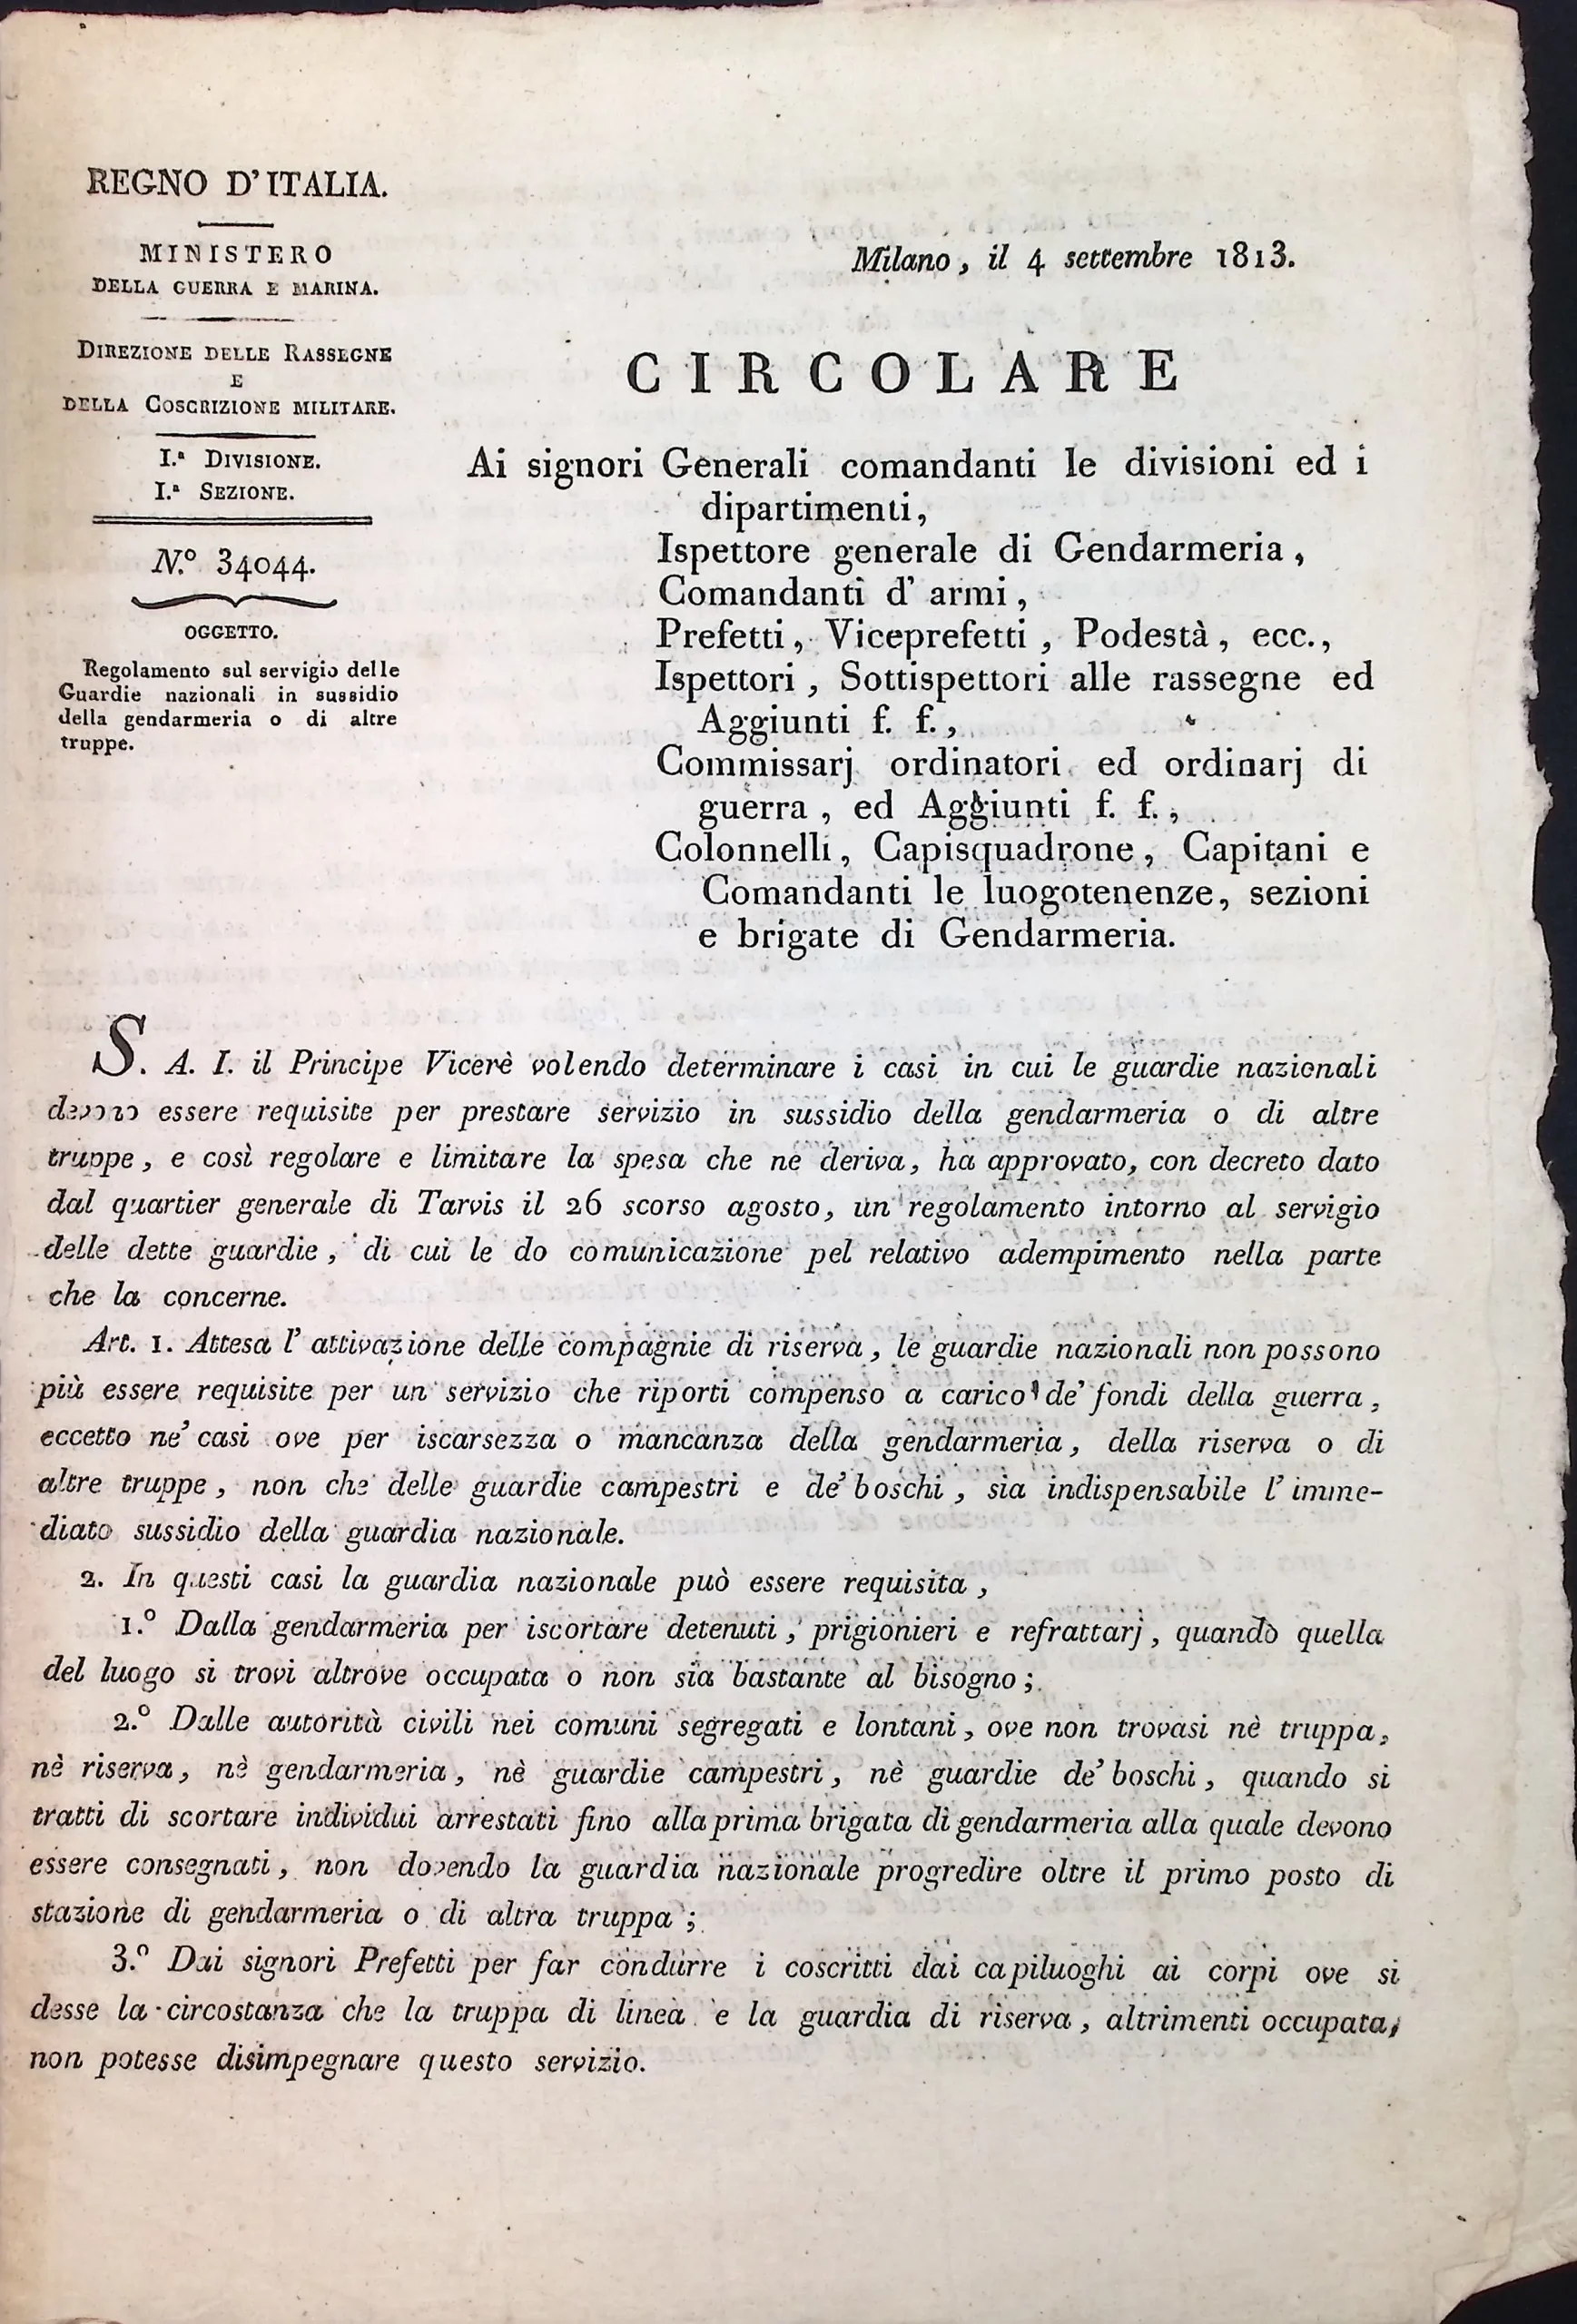 REGNO D'ITALIA.
MINISTERO
DELLA GUERRA E MARINA.
DIREZIONE DELLE RASSEGNE
E
DELLA COSCRIZIONE MILITARE.
I.ª DIVISIONE.
I.ª SEZIONE.
N.º 34044.
OGGETTO.
Regolamento sul servigio delle
Guardie nazionali in sussidio
della gendarmeria o di altre
truppe.
Milano, il 4 settembre 1813.
CIRCOLARE
Ai signori Generali comandanti le divisioni ed i
dipartimenti,
Ispettore generale di Gendarmeria,
Comandanti d' armi,
Prefetti, Viceprefetti, Podestà, ecc.,
Ispettori, Sottispettori alle rassegne ed
Aggiunti f. f.,
Commissarj ordinatori ed ordinarj di
guerra, ed Aggiunti f. f.,
Colonnelli, Capisquadrone, Capitani e
Comandanti le luogotenenze, sezioni
e brigate di Gendarmeria.
S. A. I. il Principe Vicerè volendo determinare i casi in cui le guardie nazionali
devono essere requisite per prestare servizio in sussidio della gendarmeria o di altre
truppe, e così regolare e limitare la spesa che ne deriva, ha approvato, con decreto dato
dal quartier generale di Tarvis il 26 scorso agosto, un regolamento intorno al servigio
delle dette guardie, di cui le do comunicazione pel relativo adempimento nella parte
che la concerne.
Art. 1. Attesa l' attivazione delle compagnie di riserva, le guardie nazionali non possono
più essere requisite per un servizio che riporti compenso a carico de' fondi della guerra,
eccetto ne' casi ove per iscarsezza o mancanza della gendarmeria, della riserva o di
altre truppe, non che delle guardie campestri e de' boschi, sia indispensabile l' imme-
diato sussidio della guardia nazionale.
2. In questi casi la guardia nazionale può essere requisita,
1.º Dalla gendarmeria per iscortare detenuti, prigionieri e refrattarj, quando quella
del luogo si trovi altrove occupata o non sia bastante al bisogno;
2.º Dalle autorità civili nei comuni segregati e lontani, ove non trovasi nè truppa,
nè riserva, nè gendarmeria, nè guardie campestri, nè guardie de' boschi, quando si
tratti di scortare individui arrestati fino alla prima brigata di gendarmeria alla quale devono
essere consegnati, non dovendo la guardia nazionale progredire oltre il primo posto di
stazione di gendarmeria o di altra truppa;
3.º Dai signori Prefetti per far condurre i coscritti dai capiluoghi ai corpi ove si
desse la circostanza che la truppa di linea e la guardia di riserva, altrimenti occupata,
non potesse disimpegnare questo servizio.